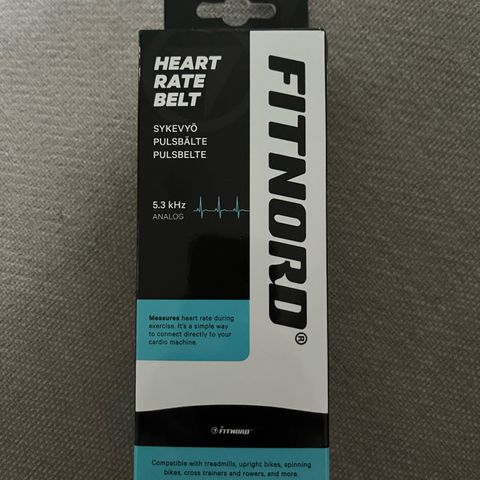 HEART
RATE
BELT
SYKEVYÖ
PULSBÄLTE
PULSBELTE
5.3 kHz
ANALOG
FITNORD®
Measures heart rate during
exercise. It's a simple way
to connect directly to your
cardio machine.
FITNORD™
Compatible with treadmills, upright bikes, spinning
bikes, cross trainers and rowers, and more.